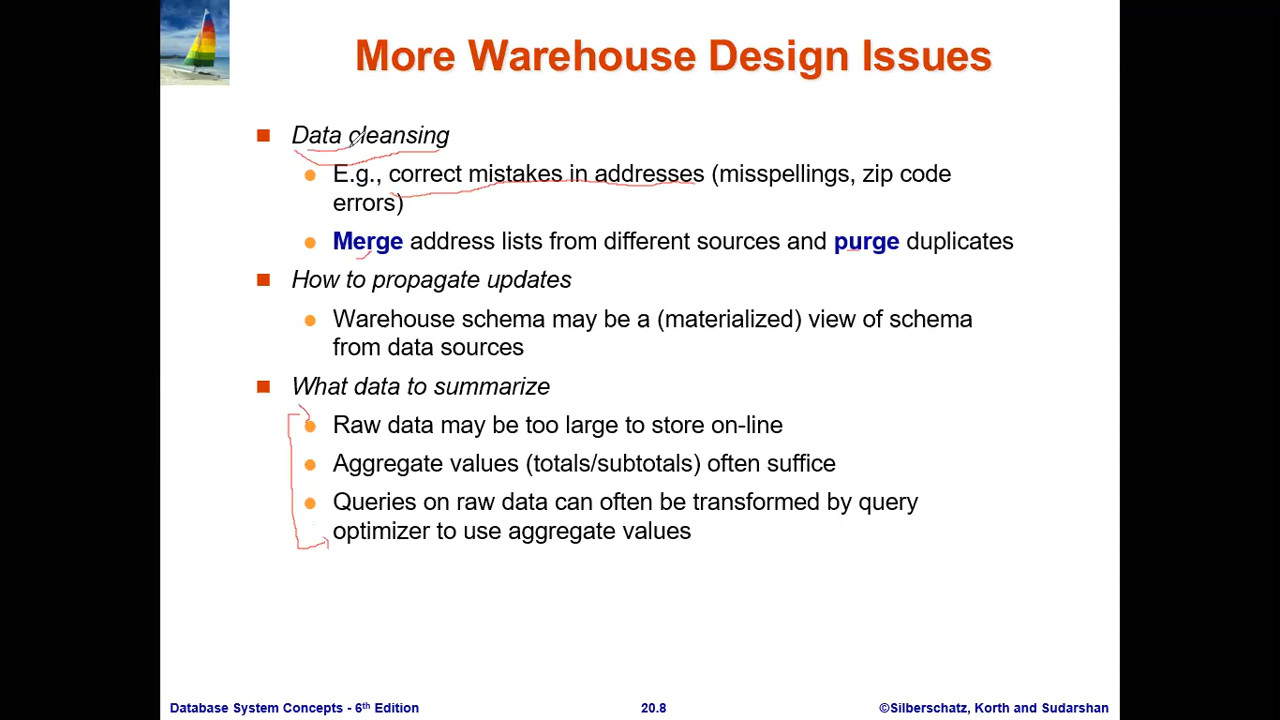 More Warehouse Design Issues
Data cleansing
E.g., correct mistakes in addresses (misspellings, zip code
errors)
Merge address lists from different sources and purge duplicates
How to propagate updates
Warehouse schema may be a (materialized) view of schema
from data sources
What data to summarize
Raw data may be too large to store on-line
Aggregate values (totals/subtotals) often suffice
Queries on raw data can often be transformed by query
optimizer to use aggregate values
Database System Concepts - 6th Edition
20.8
©Silberschatz, Korth and Sudarshan